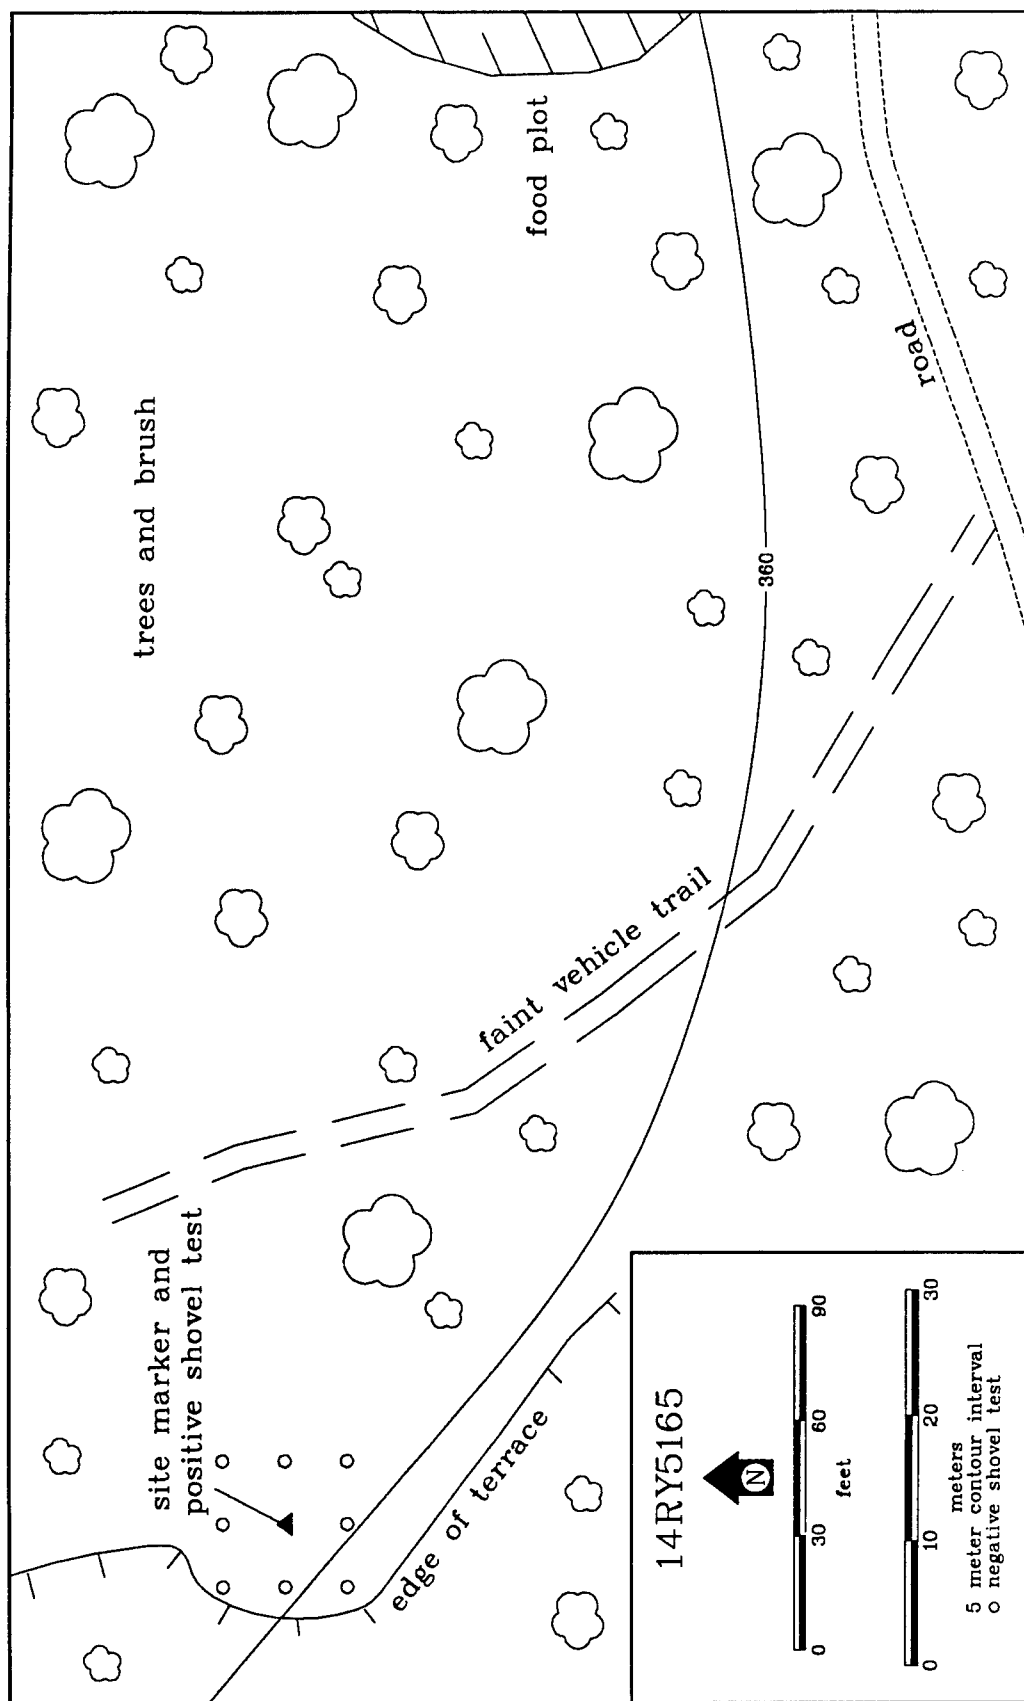 food plot
trees and brush
road
360
faint vehicle trail
site marker and
positive shovel test
edge of terrace
14RY5165
N
0 30 60 90
feet
0 10 20 30
meters
5 meter contour interval
o negative shovel test